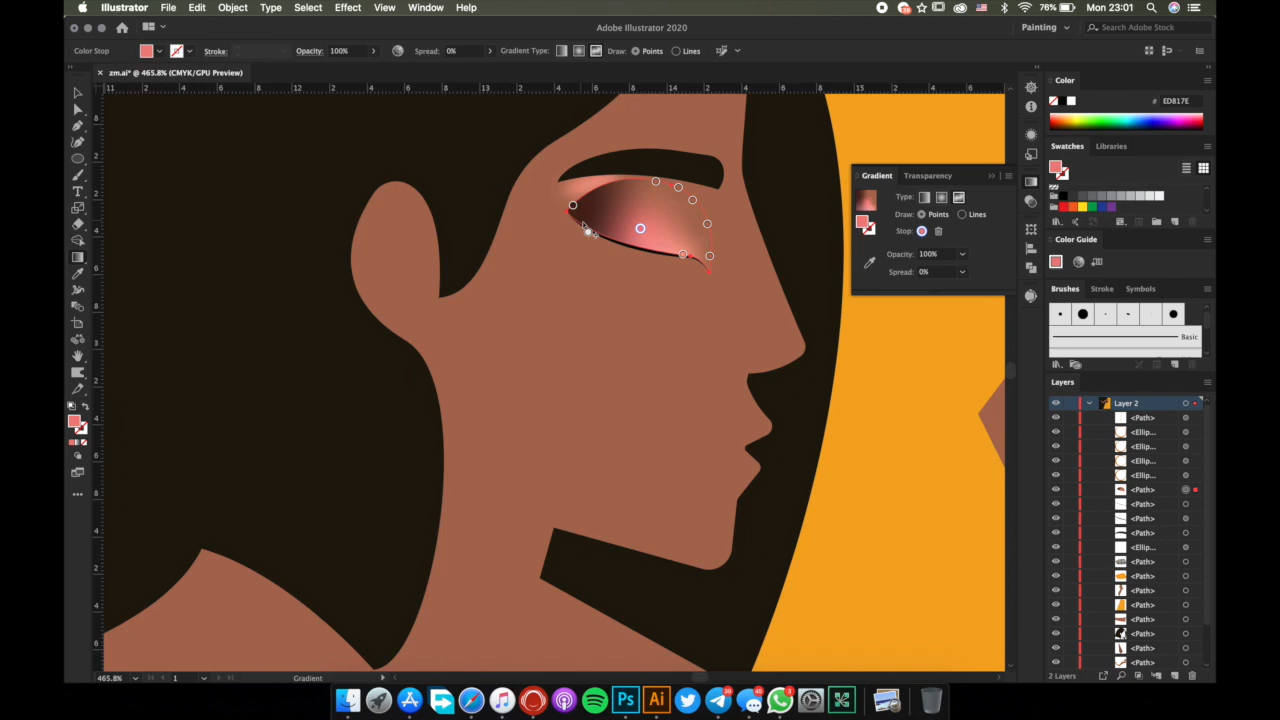 Illustrator File Edit Object Type Select Effect View Window Help 76% Mon 23:01
Adobe Illustrator 2020 Painting Search Adobe Stock
Color Stop Stroke: Opacity: 100% Spread: 0% Gradient Type: Draw: Points Lines
zm.ai* @ 465.8% (CMYK/GPU Preview)
Color
# ED817E
Swatches Libraries
Gradient Transparency
Type:
Draw: Points Lines
Stop:
Opacity: 100%
Spread: 0%
Color Guide
Brushes Stroke Symbols
Basic
Layers
Layer 2
<Path>
<Ellip...
<Ellip...
<Ellip...
<Ellip...
<Path>
<Path>
<Path>
<Path>
<Ellip...
<Path>
<Path>
<Path>
<Path>
<Path>
<Path>
<Path>
<Path>
465.8% 1 Gradient 2 Layers
Ps Ai